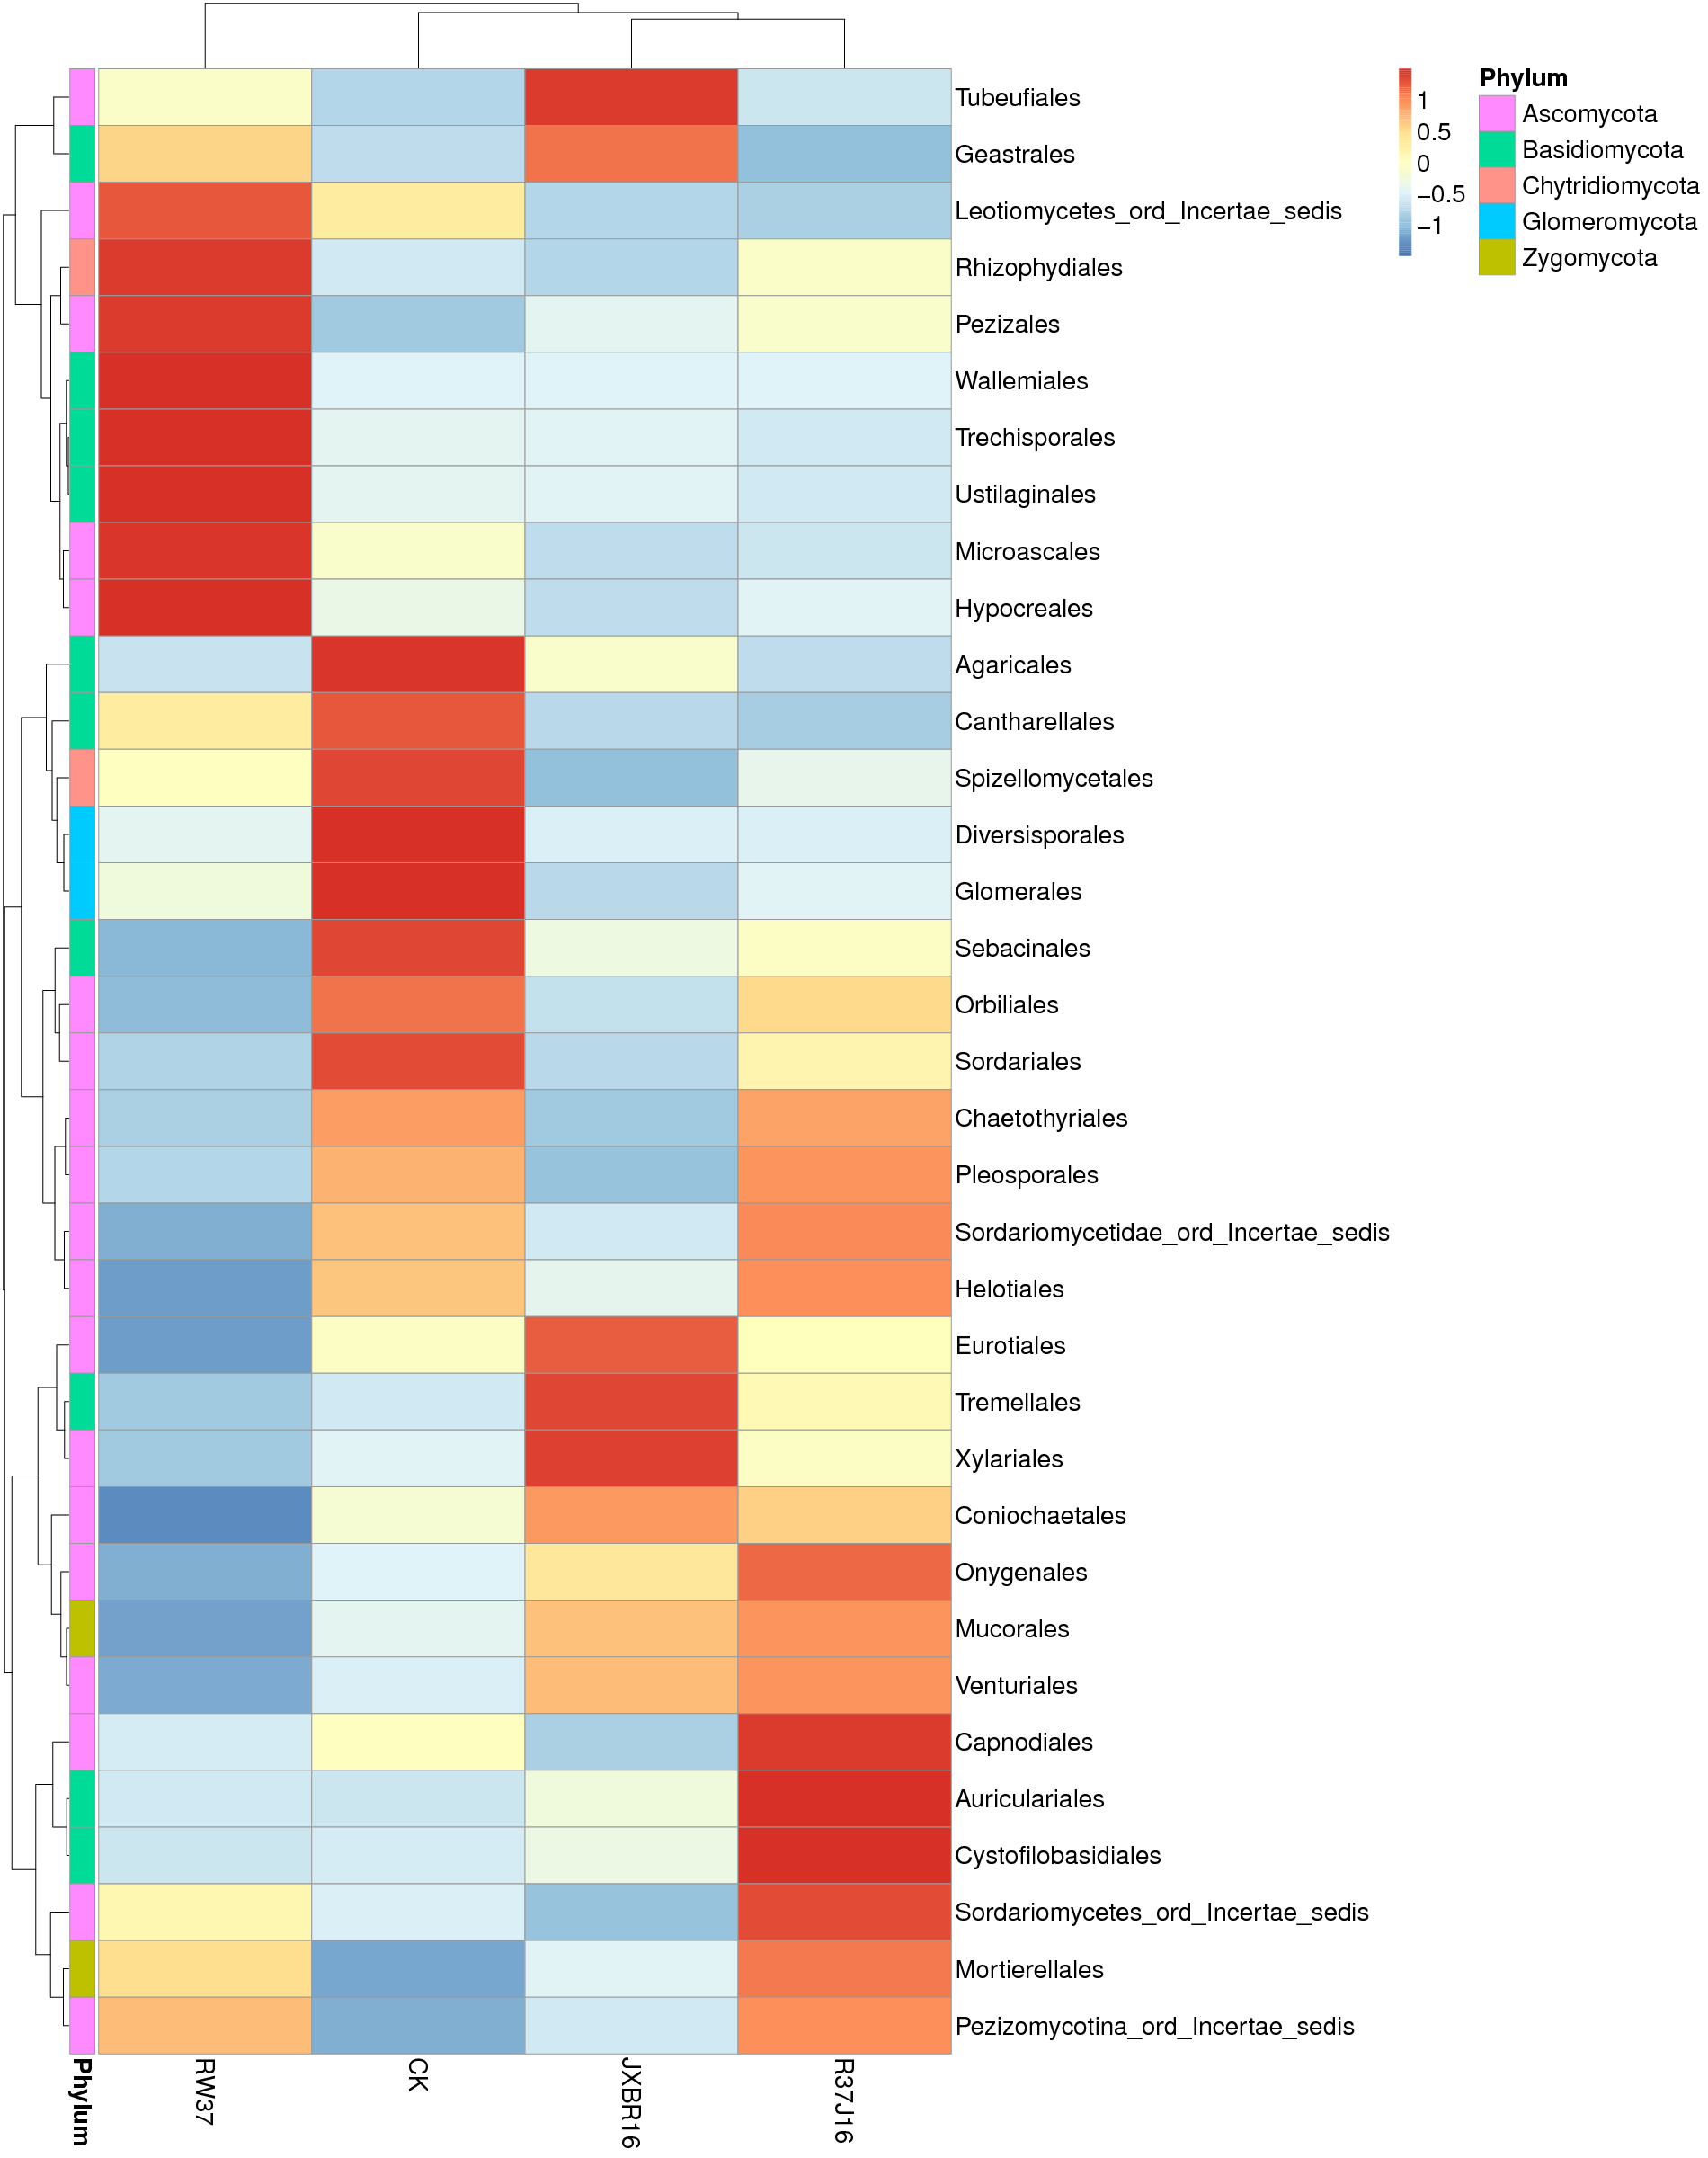 Tubeufiales
Geastrales
Leotiomycetes_ord_Incertae_sedis
Rhizophydiales
Pezizales
Wallemiales
Trechisporales
Ustilaginales
Microascales
Hypocreales
Agaricales
Cantharellales
Spizellomycetales
Diversisporales
Glomerales
Sebacinales
Orbiliales
Sordariales
Chaetothyriales
Pleosporales
Sordariomycetidae_ord_Incertae_sedis
Helotiales
Eurotiales
Tremellales
Xylariales
Coniochaetales
Onygenales
Mucorales
Venturiales
Capnodiales
Auriculariales
Cystofilobasidiales
Sordariomycetes_ord_Incertae_sedis
Mortierellales
Pezizomycotina_ord_Incertae_sedis
Phylum
RW37
CK
JXBR16
R37J16
1
0.5
0
−0.5
−1
Phylum
Ascomycota
Basidiomycota
Chytridiomycota
Glomeromycota
Zygomycota